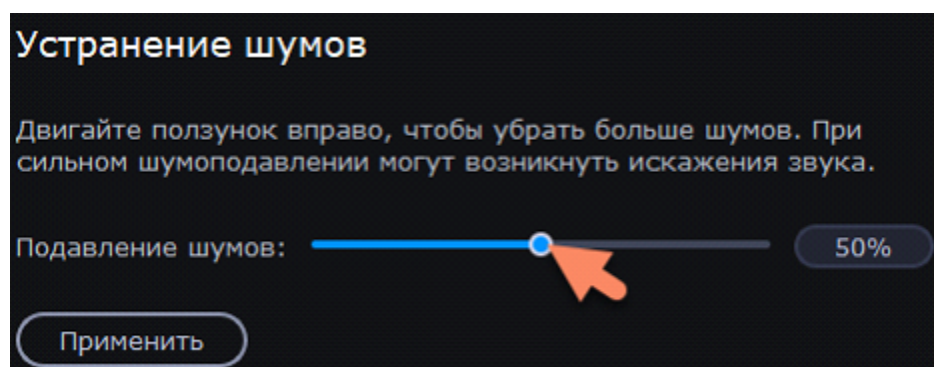 Устранение шумов
Двигайте ползунок вправо, чтобы убрать больше шумов. При
сильном шумоподавлении могут возникнуть искажения звука.
Подавление шумов: 50%
Применить